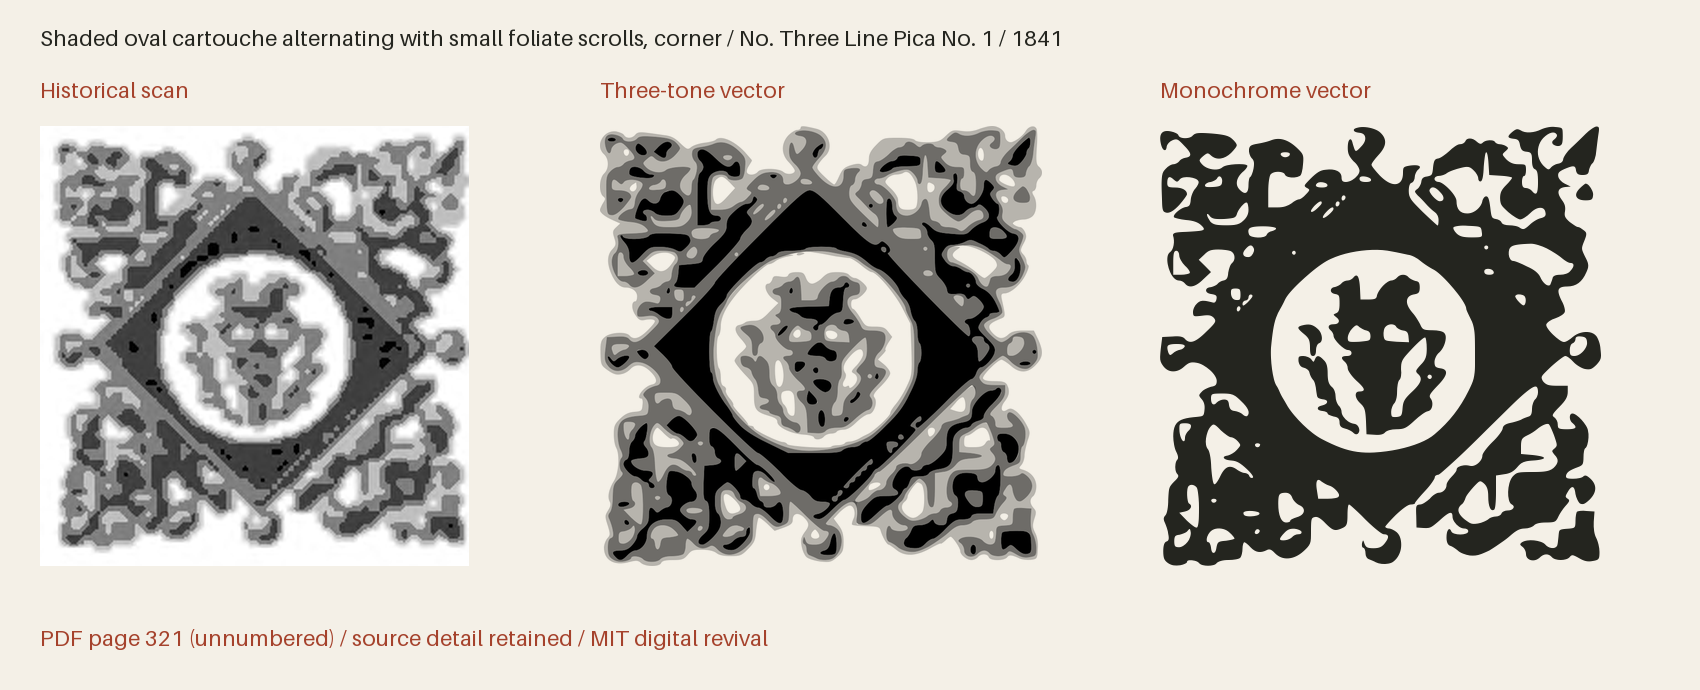 Shaded oval cartouche alternating with small foliate scrolls, corner / No. Three Line Pica No. 1 / 1841
Historical scan
Three-tone vector
Monochrome vector
PDF page 321 (unnumbered) / source detail retained / MIT digital revival